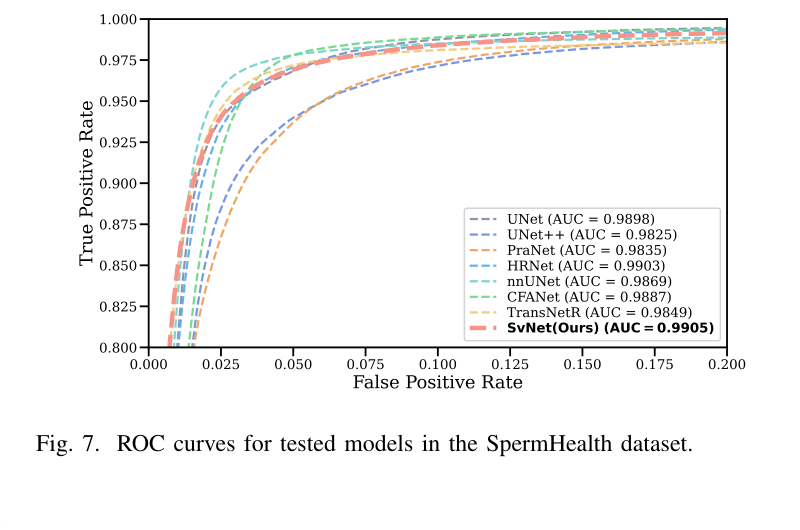 1.000
0.975
0.950
0.925
0.900
0.875
0.850
0.825
0.800
True Positive Rate
UNet (AUC = 0.9898)
UNet++ (AUC = 0.9825)
PraNet (AUC = 0.9835)
HRNet (AUC = 0.9903)
nnUNet (AUC = 0.9869)
CFANet (AUC = 0.9887)
TransNetR (AUC = 0.9849)
SvNet(Ours) (AUC = 0.9905)
0.000 0.025 0.050 0.075 0.100 0.125 0.150 0.175 0.200
False Positive Rate
Fig. 7. ROC curves for tested models in the SpermHealth dataset.